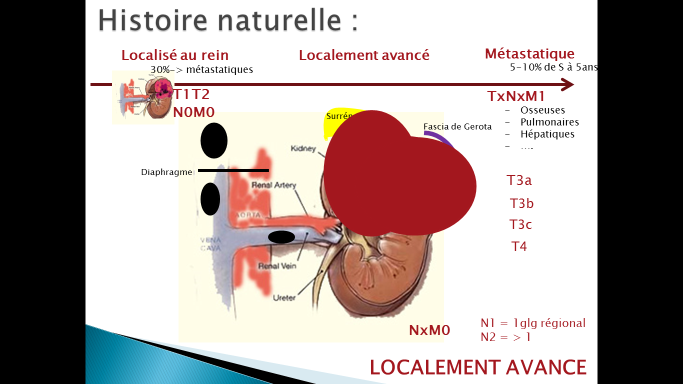 Histoire naturelle :
Localisé au rein
Localement avancé
Métastatique
30%-> métastatiques
5-10% de S à 5ans
T1T2
N0M0
TxNxM1
- Osseuses
- Pulmonaires
- Hépatiques
- ...
Fascia de Gerota
Kidney
Diaphragme
Renal Artery
AORTA
VENA
CAVA
Renal Vein
Ureter
T3a
T3b
T3c
T4
NxM0
N1 = 1glg régional
N2 = > 1
LOCALEMENT AVANCE